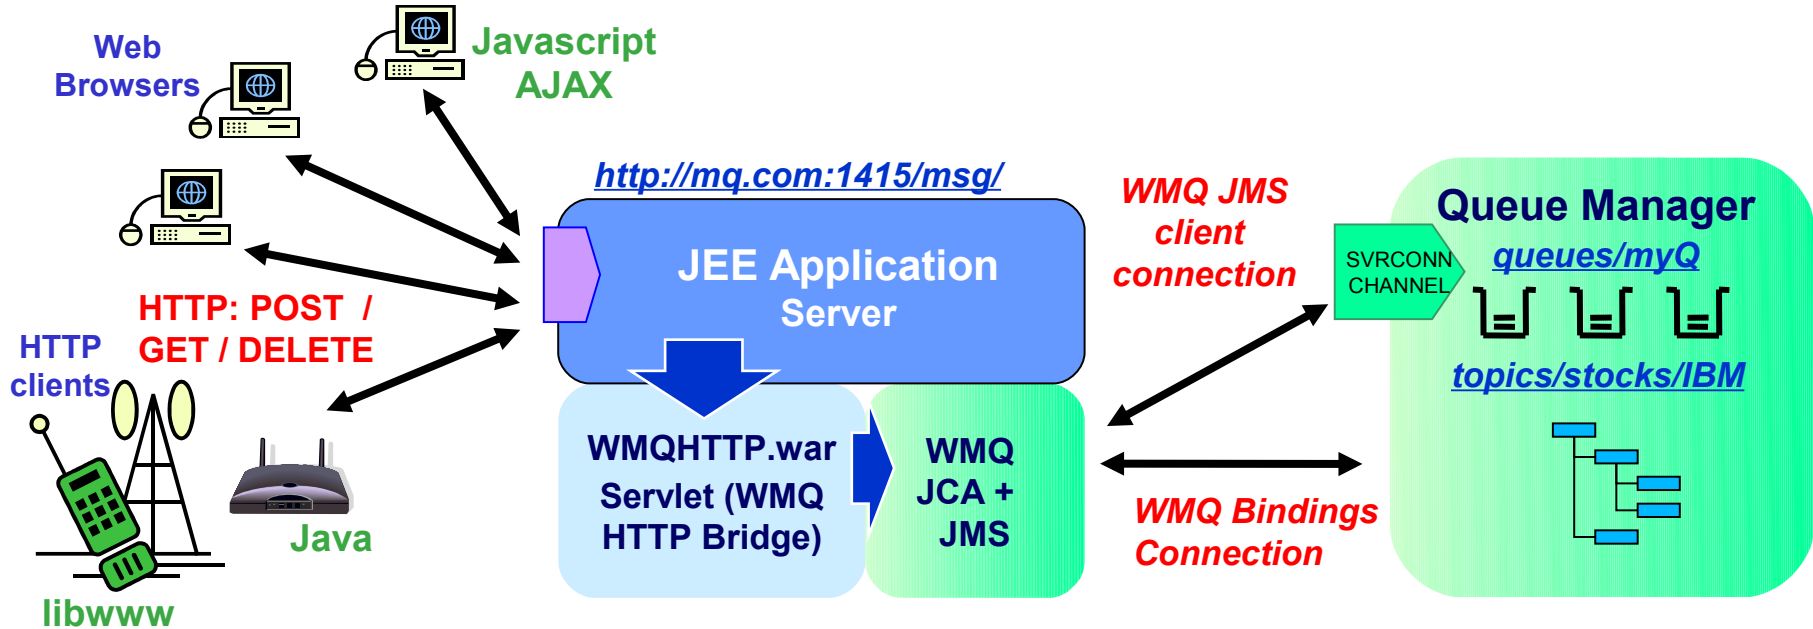 Web
Browsers
Javascript
AJAX
HTTP: POST /
GET / DELETE
HTTP
clients
Java
libwww
http://mq.com:1415/msg/
JEE Application
Server
WMQHTTP.war
Servlet (WMQ
HTTP Bridge)
WMQ
JCA +
JMS
WMQ JMS
client
connection
WMQ Bindings
Connection
SVRCONN
CHANNEL
Queue Manager
queues/myQ
topics/stocks/IBM